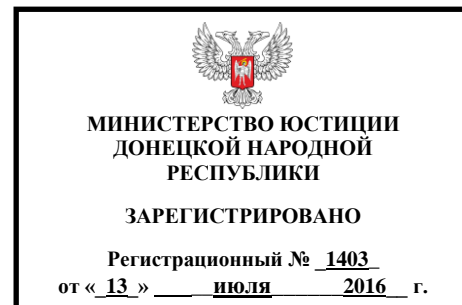 МИНИСТЕРСТВО ЮСТИЦИИ
ДОНЕЦКОЙ НАРОДНОЙ
РЕСПУБЛИКИ
ЗАРЕГИСТРИРОВАНО
Регистрационный № _1403_
от «_13_» ____июля______2016__ г.